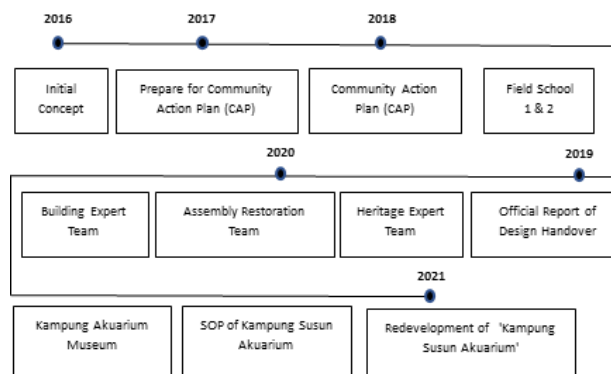 2016
2017
2018
Initial
Concept
Prepare for Community
Action Plan (CAP)
Community Action
Plan (CAP)
Field School
1 & 2
2020
2019
Building Expert
Team
Assembly Restoration
Team
Heritage Expert
Team
Official Report of
Design Handover
2021
Kampung Akuarium
Museum
SOP of Kampung Susun
Akuarium
Redevelopment of 'Kampung
Susun Akuarium'